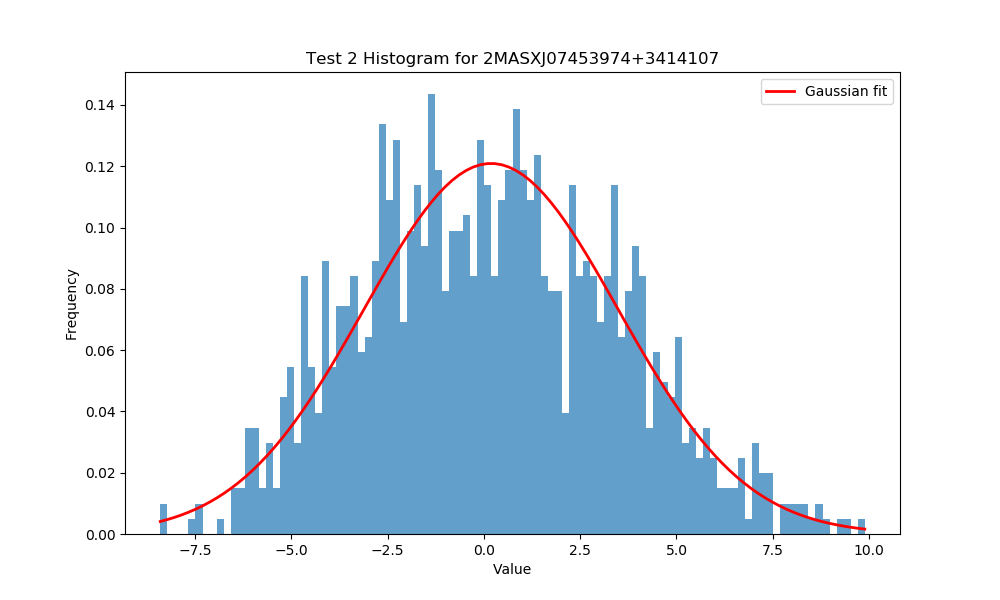 Test 2 Histogram for 2MASXJ07453974+3414107
Gaussian fit
Frequency
0.14
0.12
0.10
0.08
0.06
0.04
0.02
0.00
−7.5 −5.0 −2.5 0.0 2.5 5.0 7.5 10.0
Value